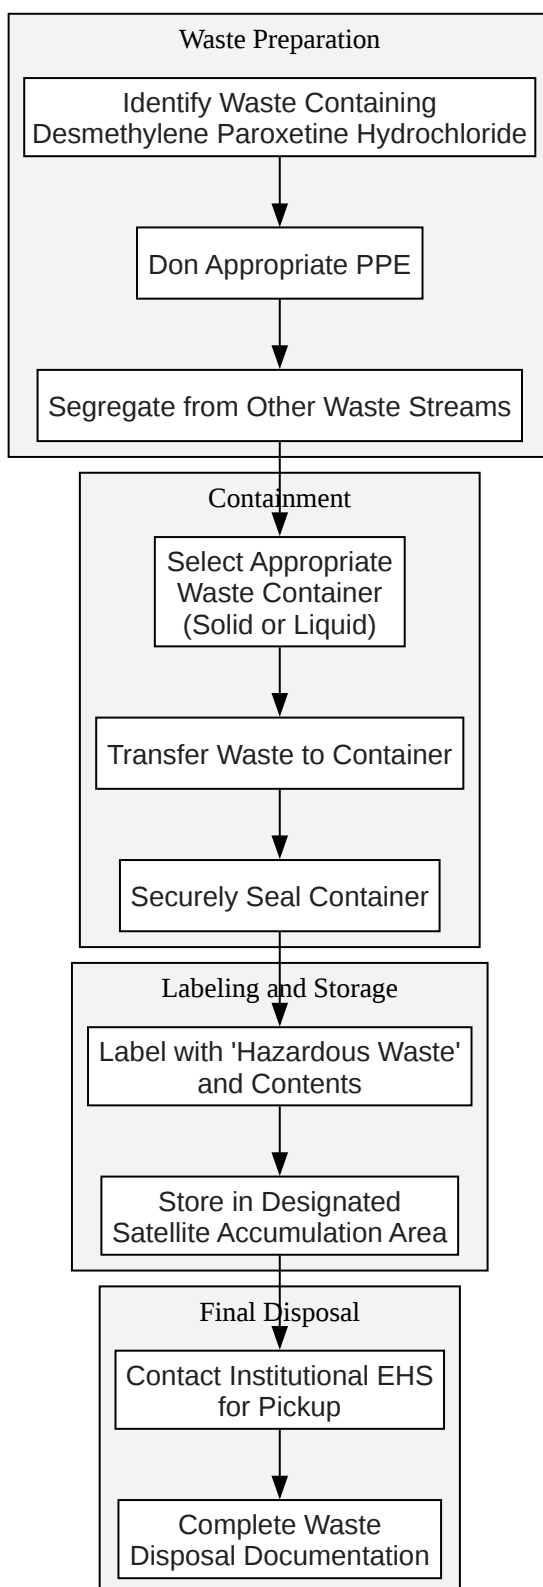 Waste Preparation
Identify Waste Containing
Desmethylene Paroxetine Hydrochloride
Don Appropriate PPE
Segregate from Other Waste Streams
Containment
Select Appropriate
Waste Container
(Solid or Liquid)
Transfer Waste to Container
Securely Seal Container
Labeling and Storage
Label with 'Hazardous Waste'
and Contents
Store in Designated
Satellite Accumulation Area
Final Disposal
Contact Institutional EHS
for Pickup
Complete Waste
Disposal Documentation